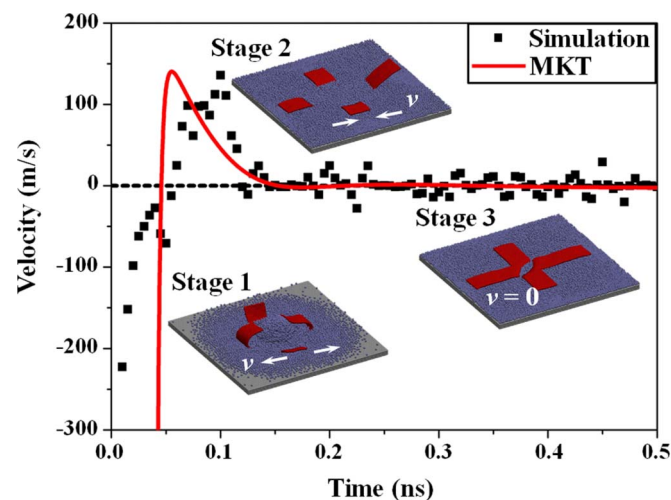 200
Stage 2
Simulation
MKT
100
v
0
Velocity (m/s)
Stage 3
-100
Stage 1
v = 0
-200
v
-300
0.0 0.1 0.2 0.3 0.4 0.5
Time (ns)